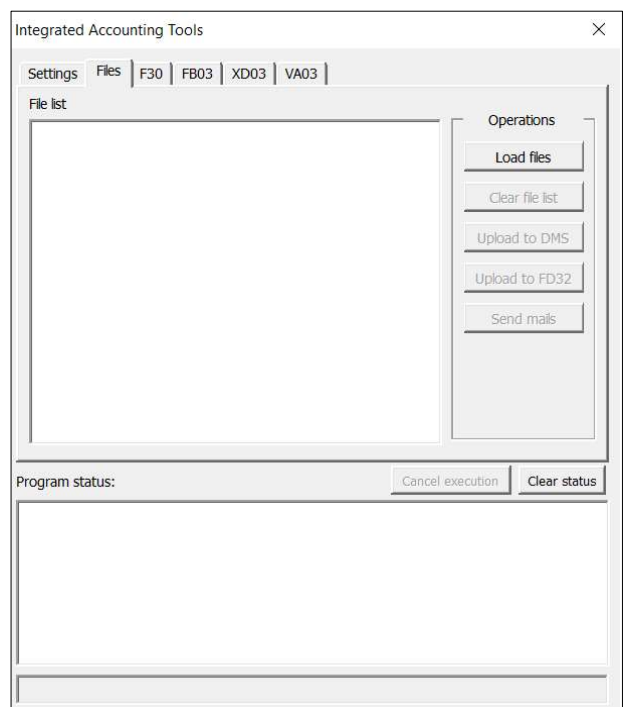 Integrated Accounting Tools
Settings Files F30 FB03 XD03 VA03
File list
Operations
Load files
Clear file list
Upload to DMS
Upload to FD32
Send mails
Program status:
Cancel execution
Clear status